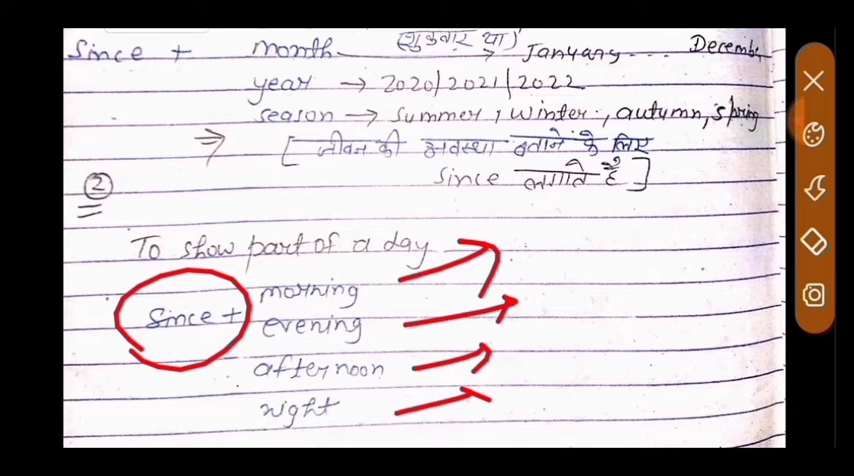 (शुक्रवार या)
Since + month → January.... December
year → 2020/2021/2022
season → summer, winter, autumn, spring
⇒ [जीवन की अवस्था बताने के लिए
since लगाते हैं]
②
To show part of a day
Since + morning
evening
afternoon
night